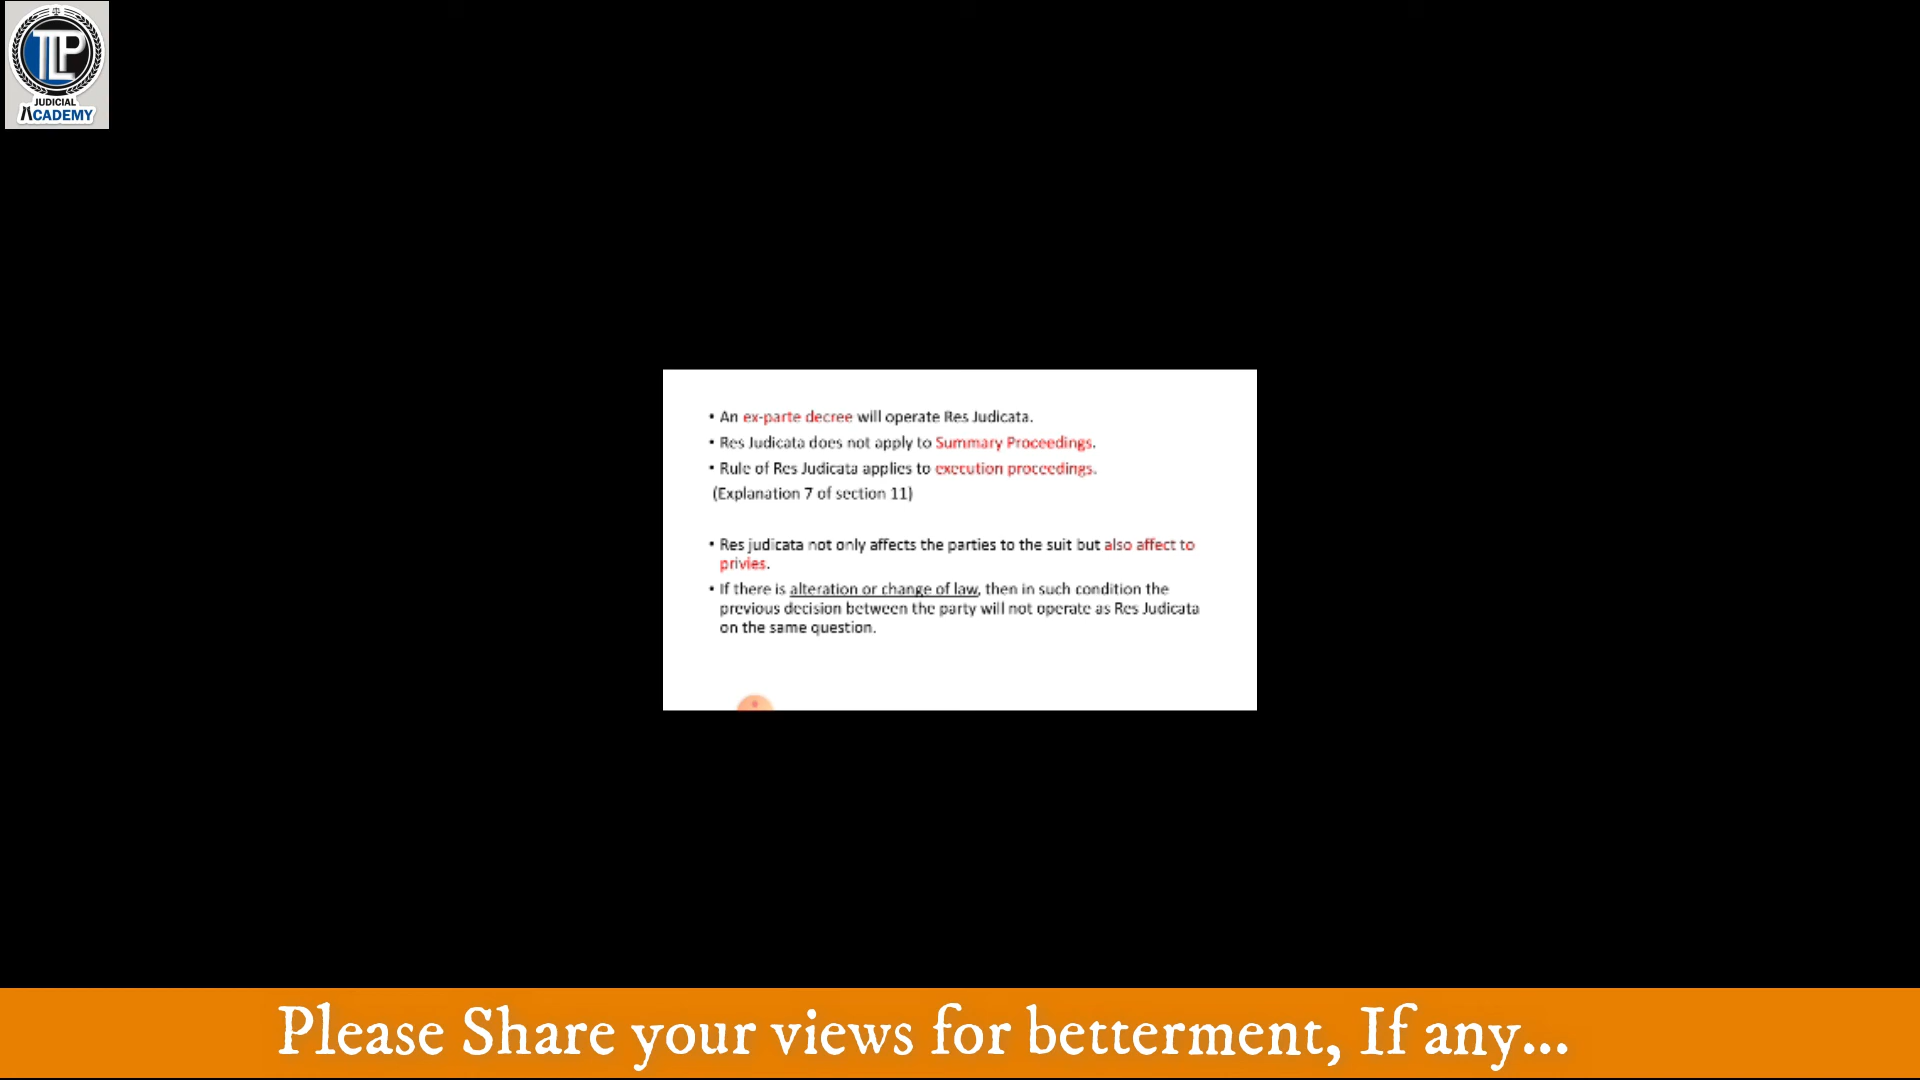 TLP
JUDICIAL
ACADEMY
• An ex-parte decree will operate Res Judicata.
• Res Judicata does not apply to Summary Proceedings.
• Rule of Res Judicata applies to execution proceedings.
(Explanation 7 of section 11)
• Res judicata not only affects the parties to the suit but also affect to
privies.
• If there is alteration or change of law, then in such condition the
previous decision between the party will not operate as Res Judicata
on the same question.
Please Share your views for betterment, If any...